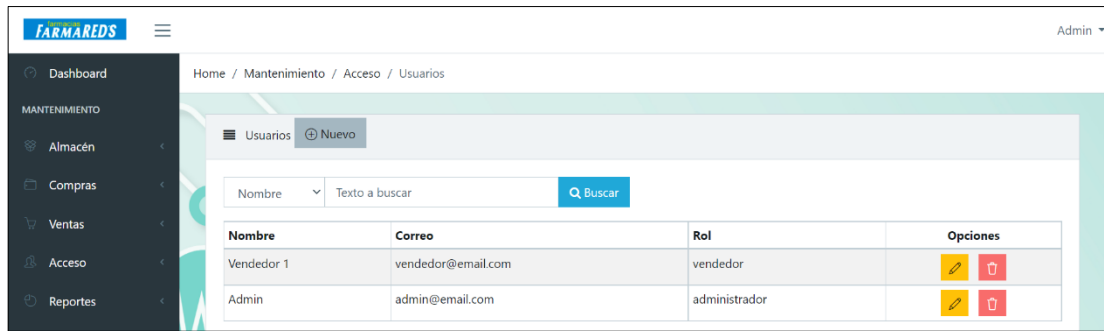 farmacias
FARMAREDS
Admin
Dashboard
Home / Mantenimiento / Acceso / Usuarios
MANTENIMIENTO
Usuarios Nuevo
Almacén
Compras
Nombre Texto a buscar Buscar
Ventas
Nombre Correo Rol Opciones
Acceso
Vendedor 1 vendedor@email.com vendedor
Reportes
Admin admin@email.com administrador